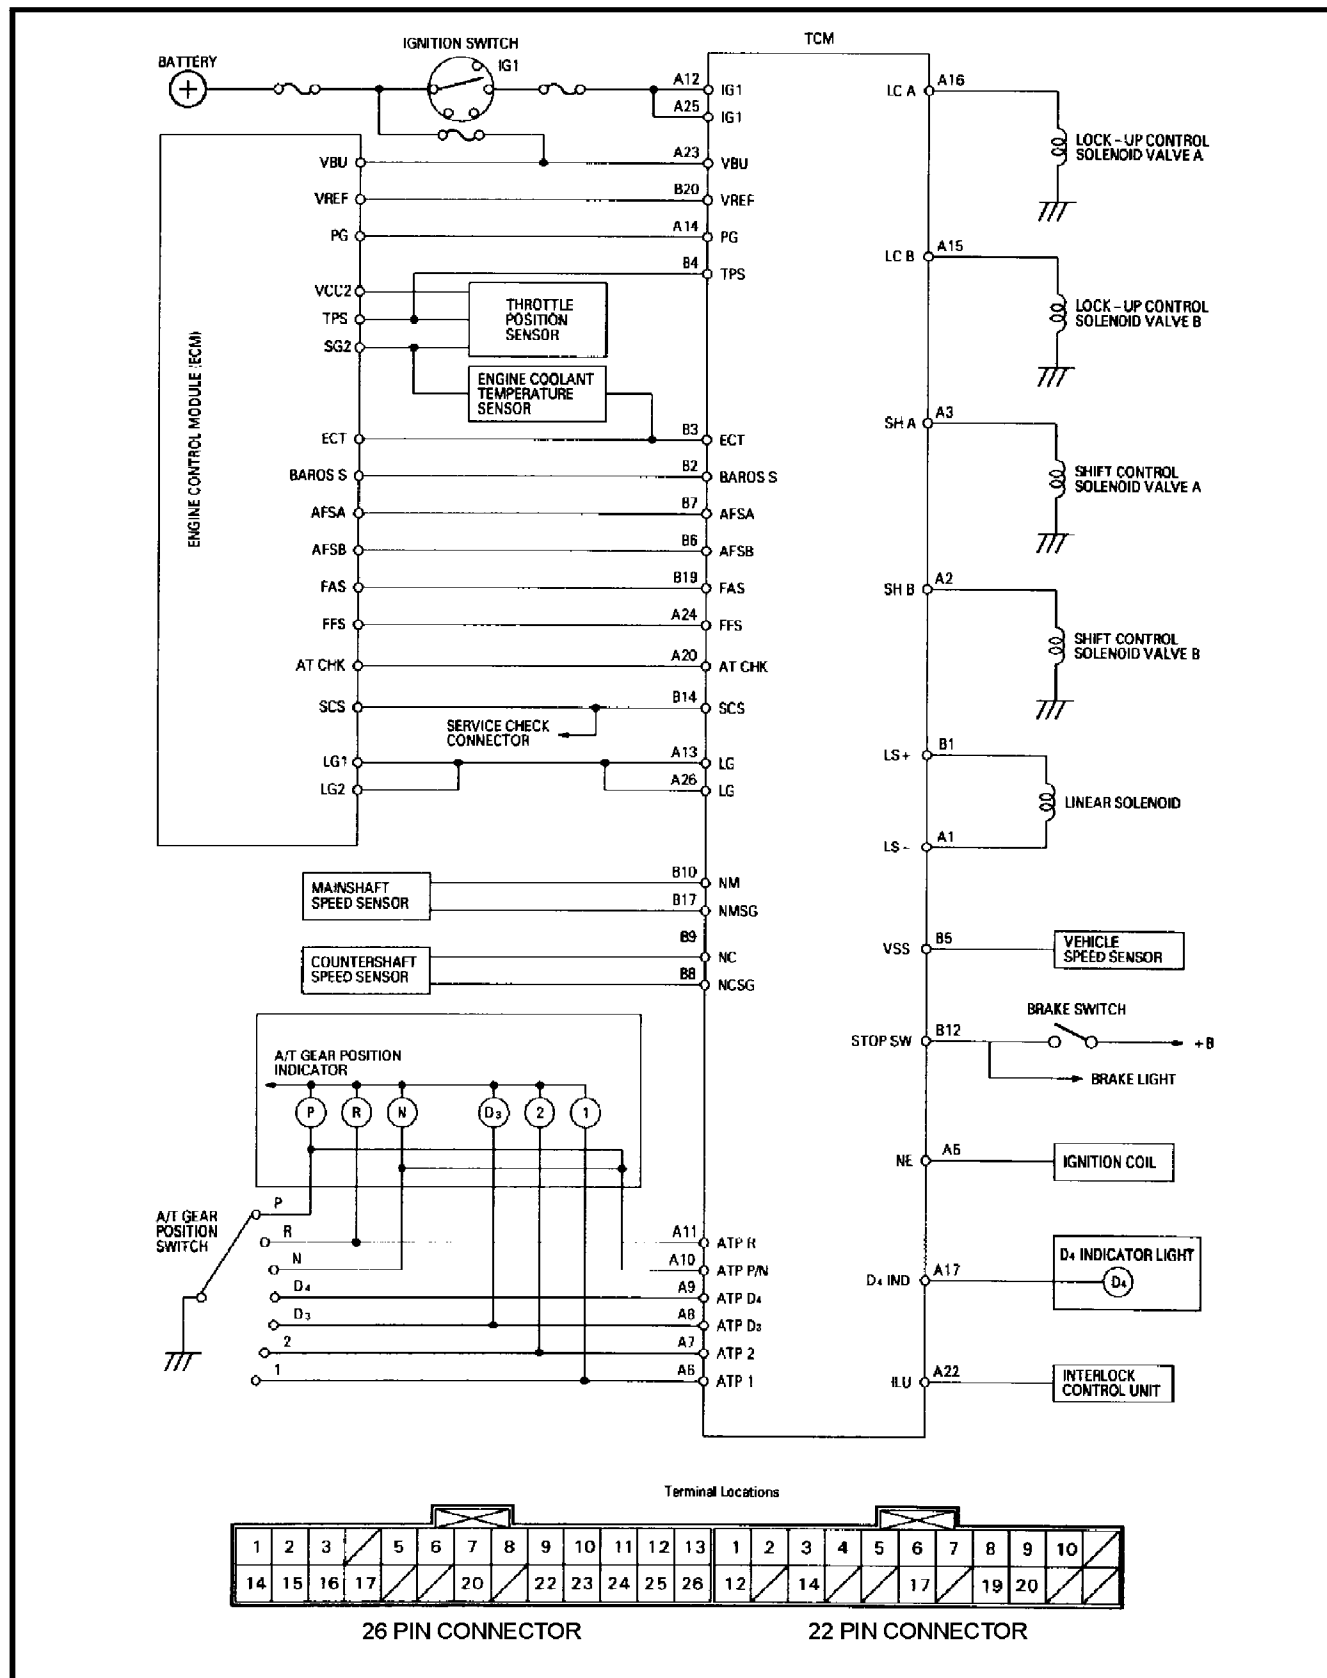 TCM
IGNITION SWITCH
IG1
BATTERY
A12
IG1
A25
IG1
VBU
A23
VBU
VREF
B20
VREF
PG
A14
PG
B4
TPS
VCC2
TPS
SG2
THROTTLE
POSITION
SENSOR
ENGINE COOLANT
TEMPERATURE
SENSOR
ENGINE CONTROL MODULE (ECM)
ECT
B3
ECT
BAROS S
B2
BAROS S
AFSA
B7
AFSA
AFSB
B6
AFSB
FAS
B19
FAS
FFS
A24
FFS
AT CHK
A20
AT CHK
SCS
B14
SCS
SERVICE CHECK
CONNECTOR
LG1
A13
LG
LG2
A26
LG
MAINSHAFT
SPEED SENSOR
B10
NM
B17
NMSG
COUNTERSHAFT
SPEED SENSOR
B9
NC
B8
NCSG
A/T GEAR POSITION
INDICATOR
P R N D3 2 1
A/T GEAR
POSITION
SWITCH
P
R
A11
ATP R
N
A10
ATP P/N
D4
A9
ATP D4
D3
A8
ATP D3
2
A7
ATP 2
1
A6
ATP 1
LC A
A16
LOCK-UP CONTROL
SOLENOID VALVE A
LC B
A15
LOCK-UP CONTROL
SOLENOID VALVE B
SH A
A3
SHIFT CONTROL
SOLENOID VALVE A
SH B
A2
SHIFT CONTROL
SOLENOID VALVE B
LS+
B1
LINEAR SOLENOID
LS-
A1
VSS
B5
VEHICLE
SPEED SENSOR
BRAKE SWITCH
STOP SW
B12
+B
BRAKE LIGHT
NE
A5
IGNITION COIL
D4 INDICATOR LIGHT
D4 IND
A17
D4
ILU
A22
INTERLOCK
CONTROL UNIT
Terminal Locations
1 2 3 5 6 7 8 9 10 11 12 13 1 2 3 4 5 6 7 8 9 10
14 15 16 17 20 22 23 24 25 26 12 14 17 19 20
26 PIN CONNECTOR
22 PIN CONNECTOR